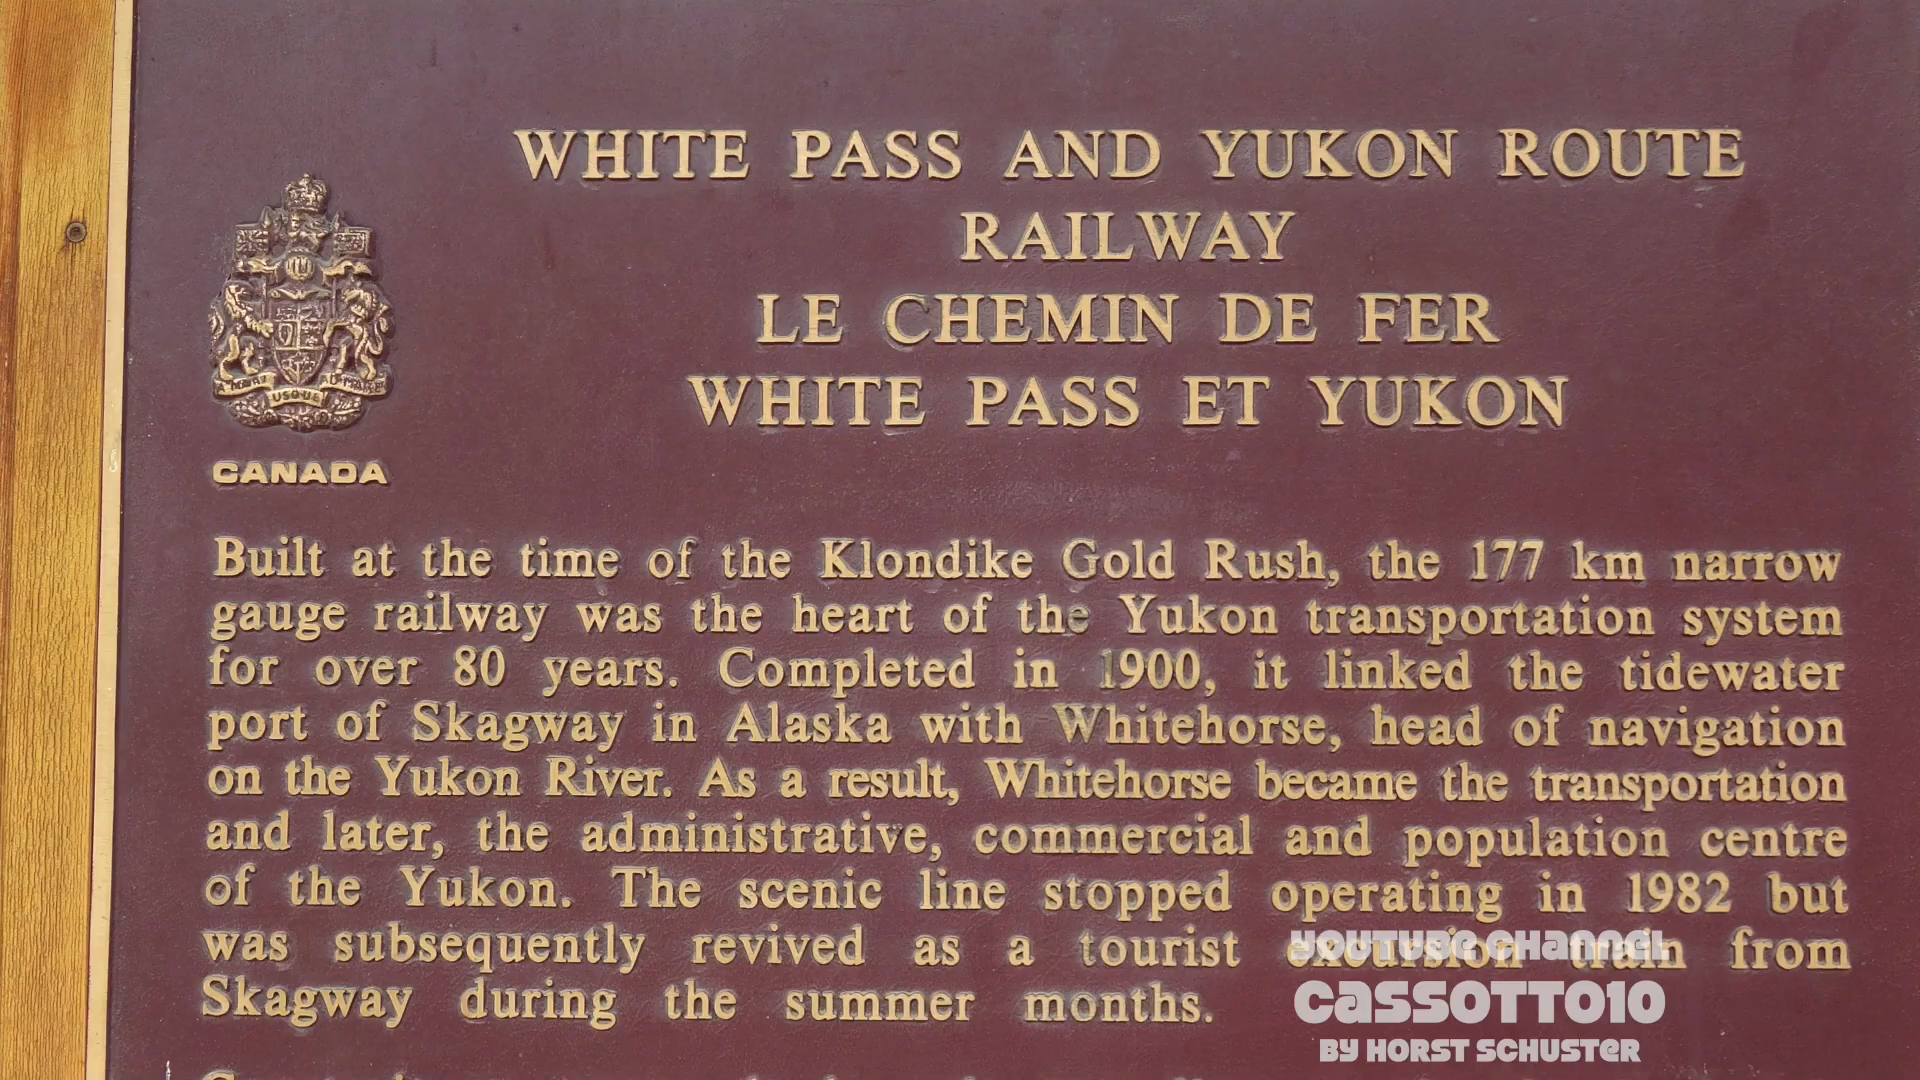 WHITE PASS AND YUKON ROUTE
RAILWAY
LE CHEMIN DE FER
WHITE PASS ET YUKON
USQUE
CANADA
Built at the time of the Klondike Gold Rush, the 177 km narrow
gauge railway was the heart of the Yukon transportation system
for over 80 years. Completed in 1900, it linked the tidewater
port of Skagway in Alaska with Whitehorse, head of navigation
on the Yukon River. As a result, Whitehorse became the transportation
and later, the administrative, commercial and population centre
of the Yukon. The scenic line stopped operating in 1982 but
was subsequently revived as a tourist excursion train from
Skagway during the summer months.
YOUTUBE CHANNEL
CASSOTTO10
BY HORST SCHUSTER